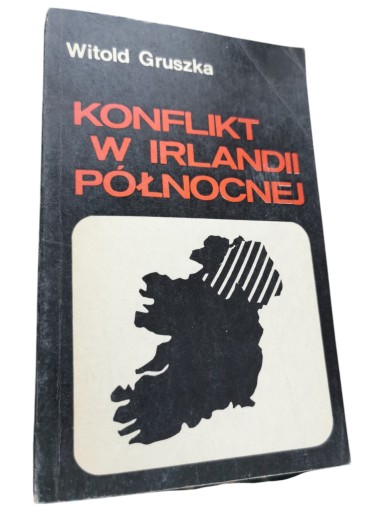 Witold Gruszka
KONFLIKT
W IRLANDII
PÓŁNOCNEJ